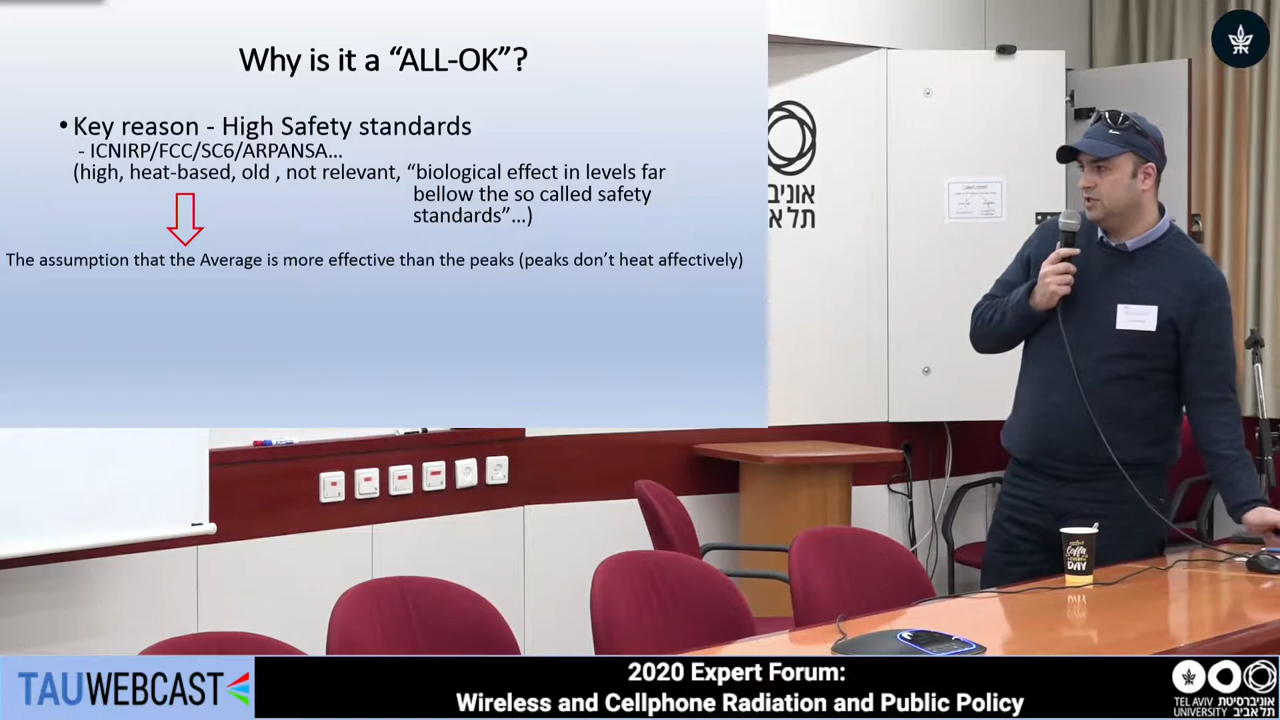 Why is it a “ALL-OK”?
• Key reason - High Safety standards
- ICNIRP/FCC/SC6/ARPANSA...
(high, heat-based, old , not relevant, “biological effect in levels far
bellow the so called safety
standards”...)
The assumption that the Average is more effective than the peaks (peaks don’t heat affectively)
אוניב
תל אב
DAY
TAUWEBCAST
2020 Expert Forum:
Wireless and Cellphone Radiation and Public Policy
TEL AVIV אוניברסיטת
UNIVERSITY תל אביב